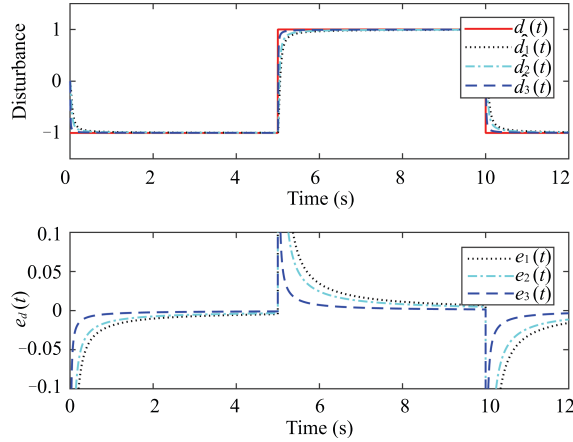 1
0
−1
Disturbance
d (t)
d̂1 (t)
d̂2 (t)
d̂3 (t)
0 2 4 6 8 10 12
Time (s)
0.1
0.05
0
−0.05
−0.1
ed (t)
e1 (t)
e2 (t)
e3 (t)
0 2 4 6 8 10 12
Time (s)